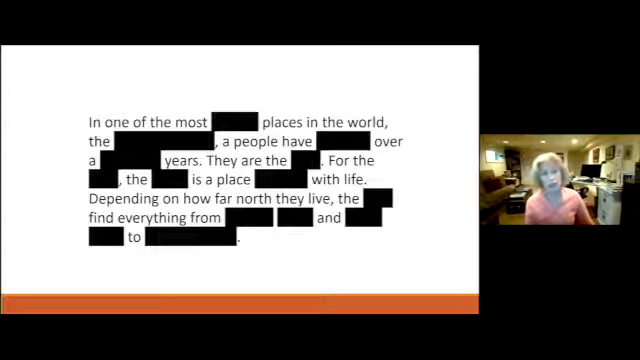 In one of the most places in the world,
the , a people have over
a years. They are the . For the
, the is a place with life.
Depending on how far north they live, the
find everything from and
to .